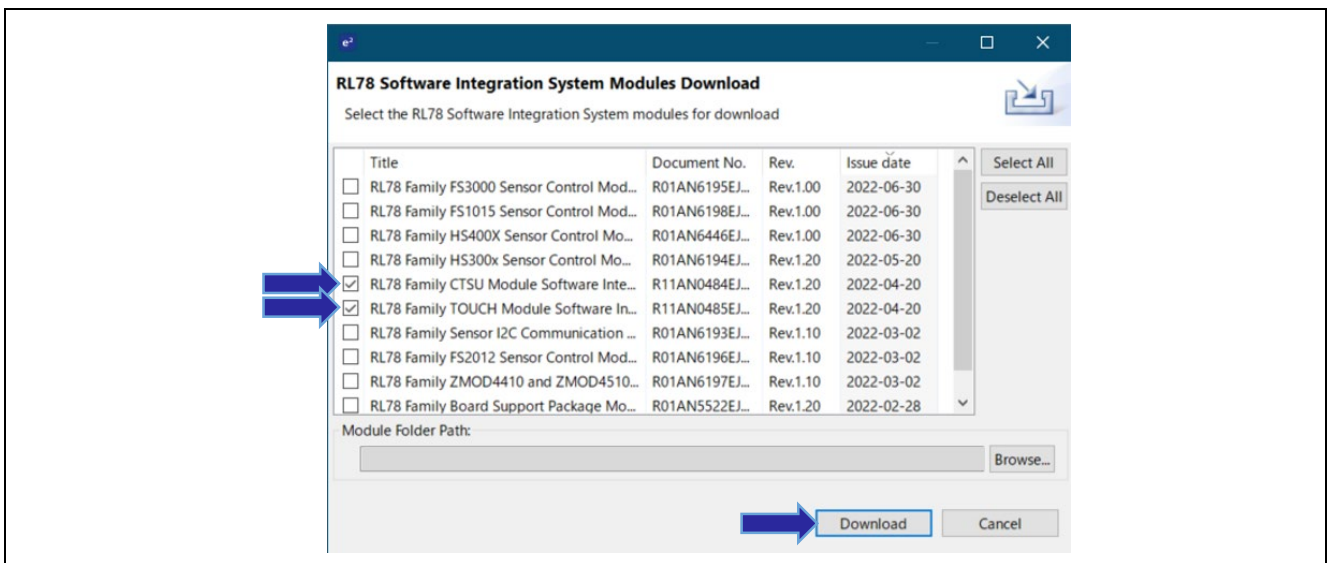 e²
RL78 Software Integration System Modules Download
Select the RL78 Software Integration System modules for download
Title Document No. Rev. Issue date Select All
RL78 Family FS3000 Sensor Control Mod... R01AN6195EJ... Rev.1.00 2022-06-30 Deselect All
RL78 Family FS1015 Sensor Control Mod... R01AN6198EJ... Rev.1.00 2022-06-30
RL78 Family HS400X Sensor Control Mo... R01AN6446EJ... Rev.1.00 2022-06-30
RL78 Family HS300x Sensor Control Mo... R01AN6194EJ... Rev.1.20 2022-05-20
RL78 Family CTSU Module Software Inte... R11AN0484EJ... Rev.1.20 2022-04-20
RL78 Family TOUCH Module Software In... R11AN0485EJ... Rev.1.20 2022-04-20
RL78 Family Sensor I2C Communication ... R01AN6193EJ... Rev.1.10 2022-03-02
RL78 Family FS2012 Sensor Control Mod... R01AN6196EJ... Rev.1.10 2022-03-02
RL78 Family ZMOD4410 and ZMOD4510... R01AN6197EJ... Rev.1.10 2022-03-02
RL78 Family Board Support Package Mo... R01AN5522EJ... Rev.1.20 2022-02-28
Module Folder Path:
Browse...
Download Cancel